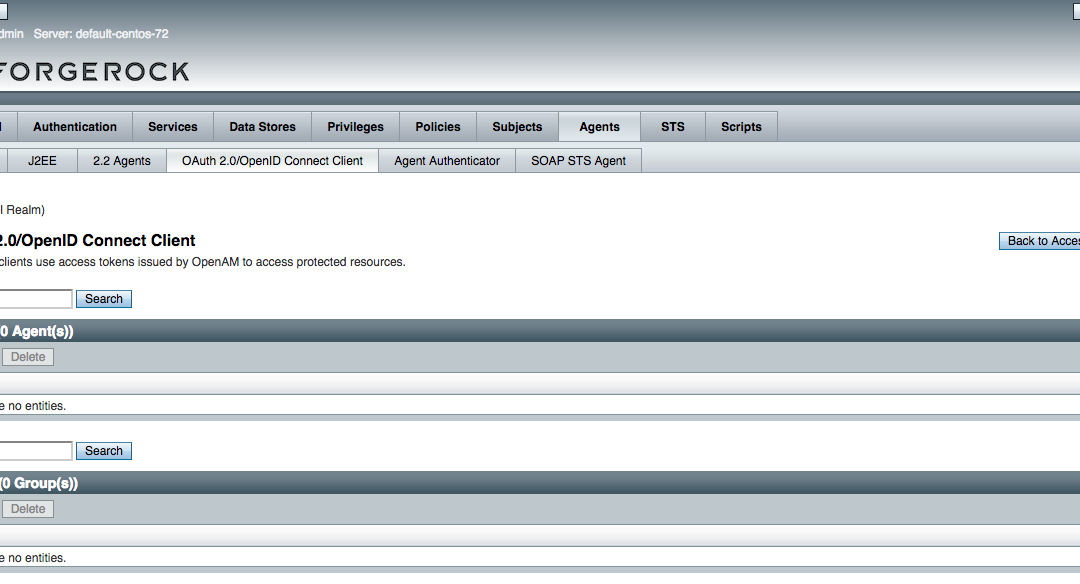 dmin Server: default-centos-72
FORGEROCK
Authentication Services Data Stores Privileges Policies Subjects Agents STS Scripts
J2EE 2.2 Agents OAuth 2.0/OpenID Connect Client Agent Authenticator SOAP STS Agent
l Realm)
2.0/OpenID Connect Client
Back to Acces
clients use access tokens issued by OpenAM to access protected resources.
Search
(0 Agent(s))
Delete
e no entities.
Search
(0 Group(s))
Delete
e no entities.